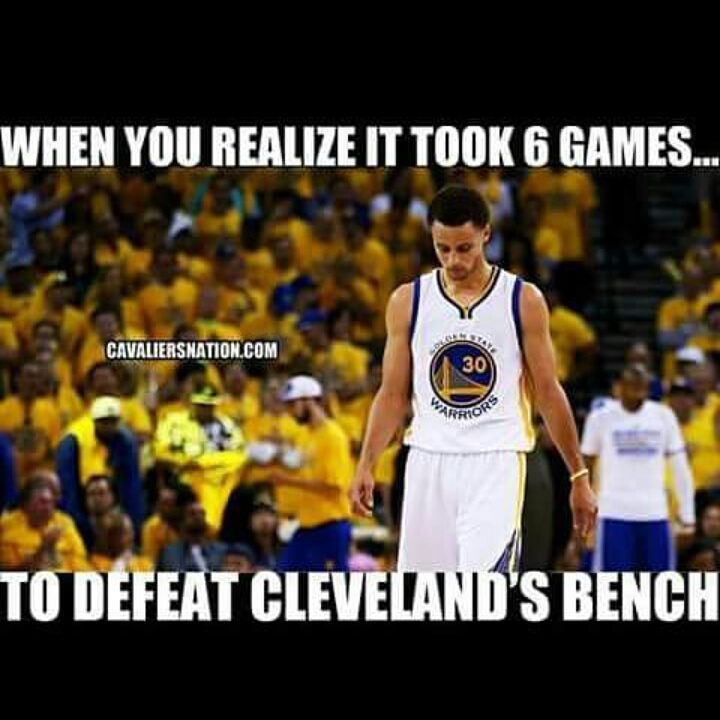 WHEN YOU REALIZE IT TOOK 6 GAMES...
CAVALIERSNATION.COM
GOLDEN STATE
30
WARRIORS
TO DEFEAT CLEVELAND'S BENCH